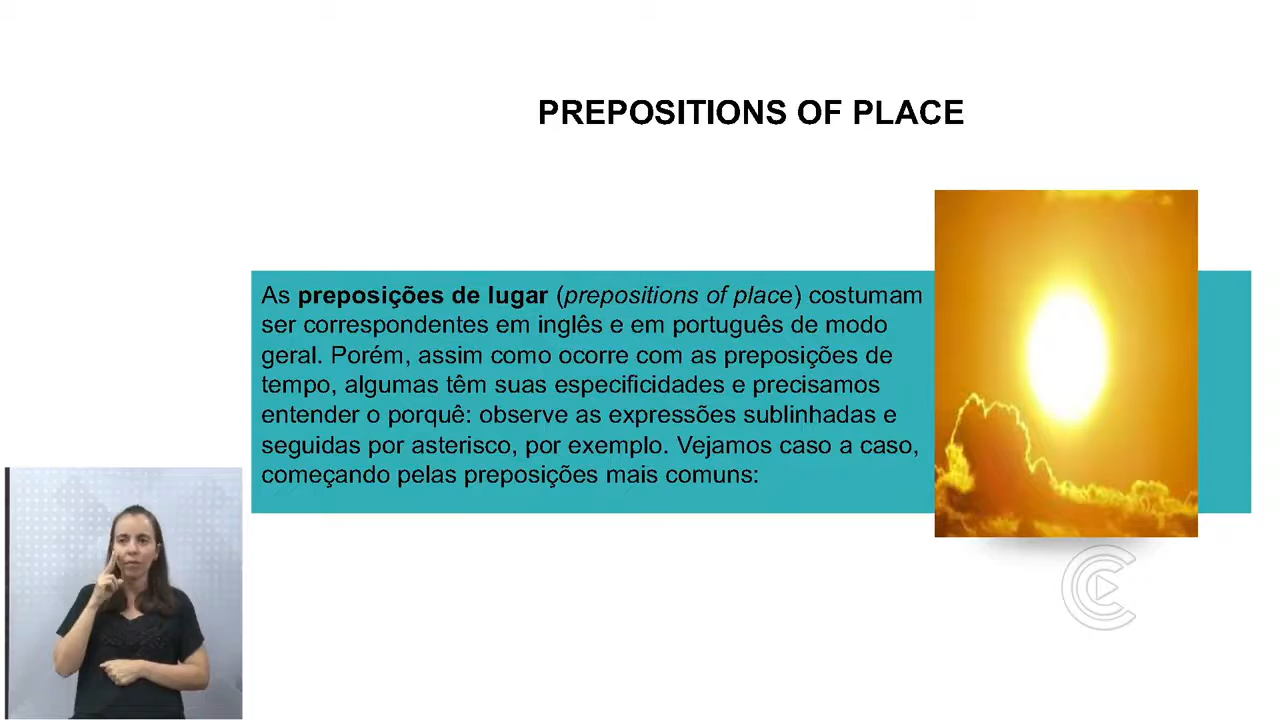 PREPOSITIONS OF PLACE
As preposições de lugar (prepositions of place) costumam
ser correspondentes em inglês e em português de modo
geral. Porém, assim como ocorre com as preposições de
tempo, algumas têm suas especificidades e precisamos
entender o porquê: observe as expressões sublinhadas e
seguidas por asterisco, por exemplo. Vejamos caso a caso,
começando pelas preposições mais comuns: